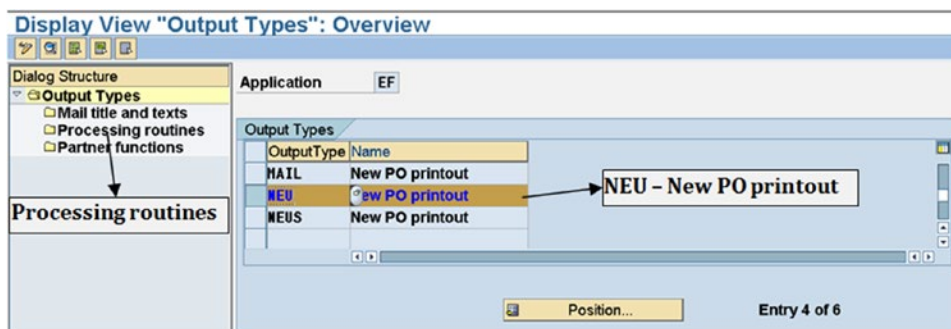 Display View "Output Types": Overview
Dialog Structure
Output Types
Mail title and texts
Processing routines
Partner functions
Processing routines
Application EF
Output Types
OutputType Name
MAIL New PO printout
NEU ew PO printout
NEUS New PO printout
NEU – New PO printout
Position... Entry 4 of 6